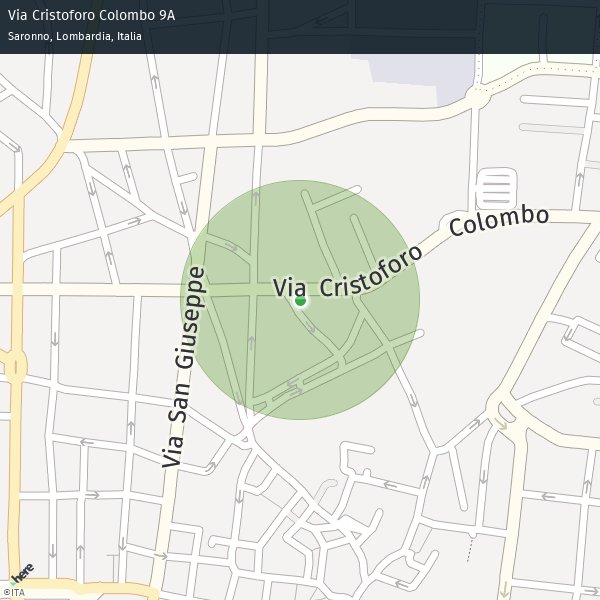 Via Cristoforo Colombo 9A
Saronno, Lombardia, Italia
Via Cristoforo Colombo
Via San Giuseppe
here
©ITA